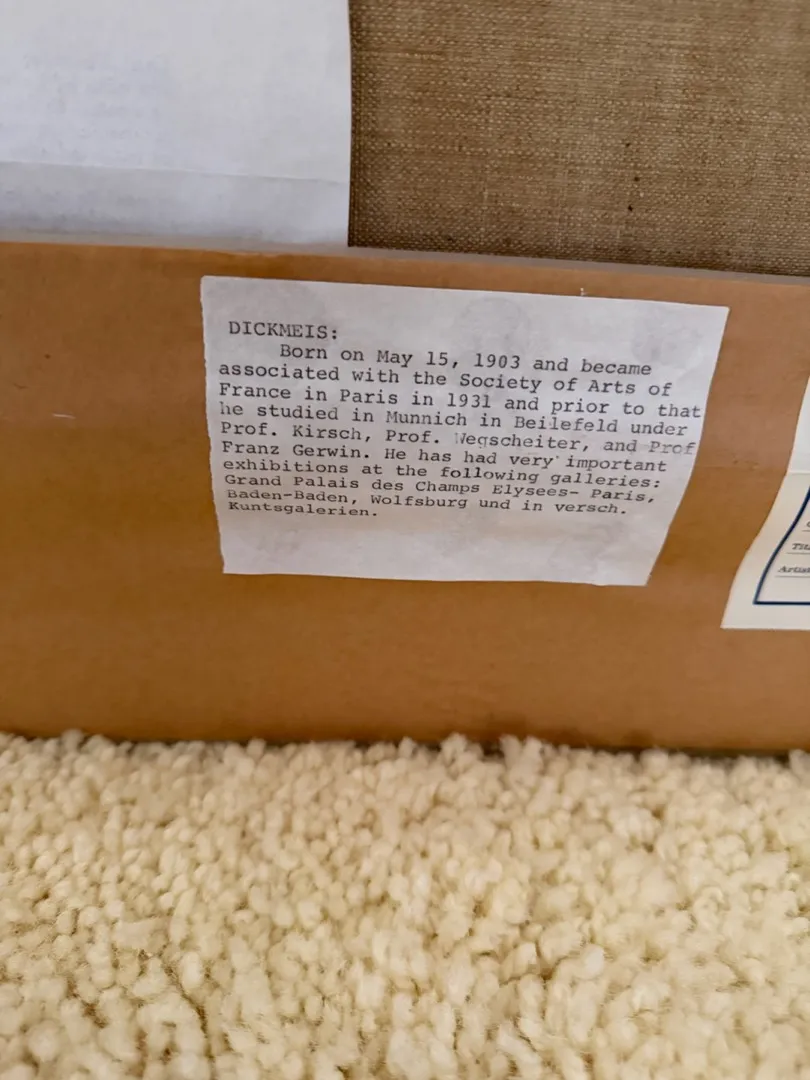 DICKMEIS:
Born on May 15, 1903 and became
associated with the Society of Arts of
France in Paris in 1931 and prior to that
he studied in Munnich in Beilefeld under
Prof. Kirsch, Prof. Wegscheiter, and Prof
Franz Gerwin. He has had very important
exhibitions at the following galleries:
Grand Palais des Champs Elysees- Paris,
Baden-Baden, Wolfsburg und in versch.
Kuntsgalerien.
Artist